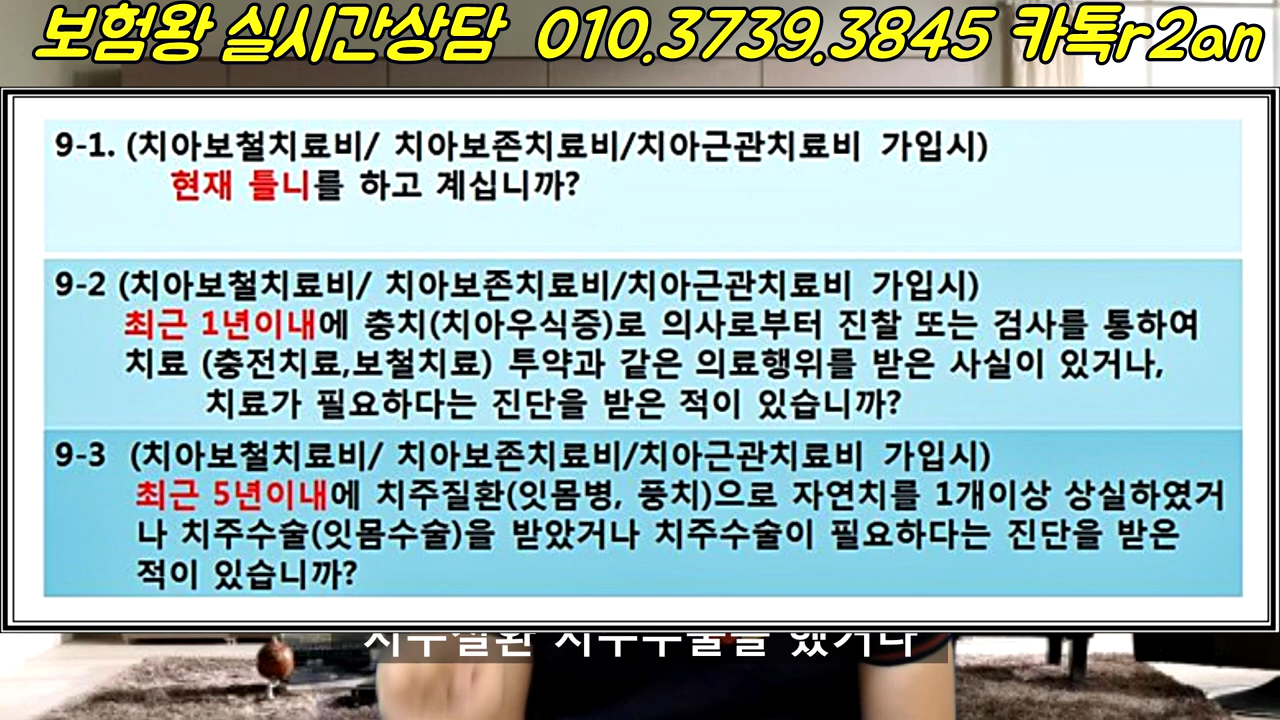 보험왕 실시간상담 010.3739.3845 카톡r2an
9-1. (치아보철치료비/ 치아보존치료비/치아근관치료비 가입시)
현재 틀니를 하고 계십니까?
9-2 (치아보철치료비/ 치아보존치료비/치아근관치료비 가입시)
최근 1년이내에 충치(치아우식증)로 의사로부터 진찰 또는 검사를 통하여
치료 (충전치료,보철치료) 투약과 같은 의료행위를 받은 사실이 있거나,
치료가 필요하다는 진단을 받은 적이 있습니까?
9-3 (치아보철치료비/ 치아보존치료비/치아근관치료비 가입시)
최근 5년이내에 치주질환(잇몸병, 풍치)으로 자연치를 1개이상 상실하였거
나 치주수술(잇몸수술)을 받았거나 치주수술이 필요하다는 진단을 받은
적이 있습니까?
치주질환 치주수술을 했거나